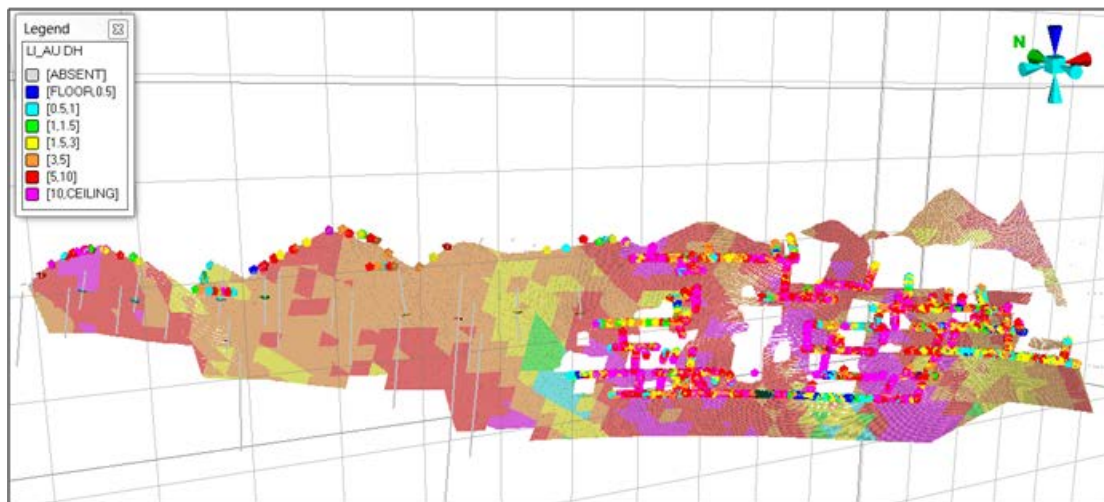 Legend
LI_AU DH
[ABSENT]
[FLOOR,0.5]
[0.5,1]
[1,1.5]
[1.5,3]
[3,5]
[5,10]
[10,CEILING]
N